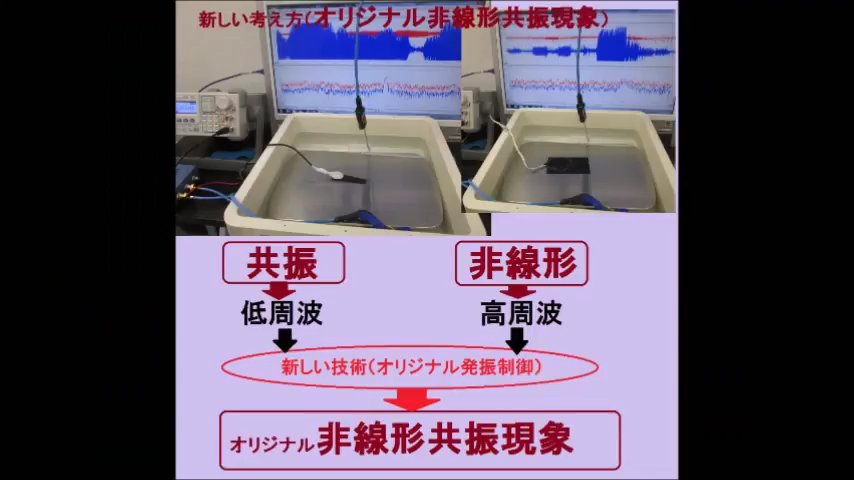 新しい考え方(オリジナル非線形共振現象)
共振
非線形
低周波
高周波
新しい技術(オリジナル発振制御)
オリジナル非線形共振現象